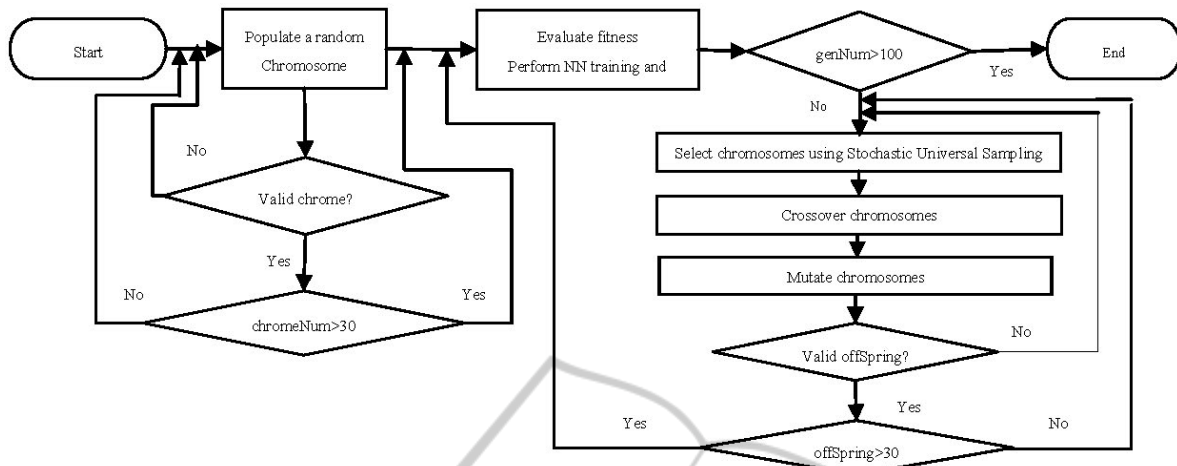 Start
Populate a random
Chromosome
Evaluate fitness
Perform NN training and
genNum>100
Yes
End
No
Select chromosomes using Stochastic Universal Sampling
Crossover chromosomes
Mutate chromosomes
Valid offSpring?
No
Yes
offSpring>30
Yes
No
No
Valid chrome?
Yes
No
Yes
chromeNum>30